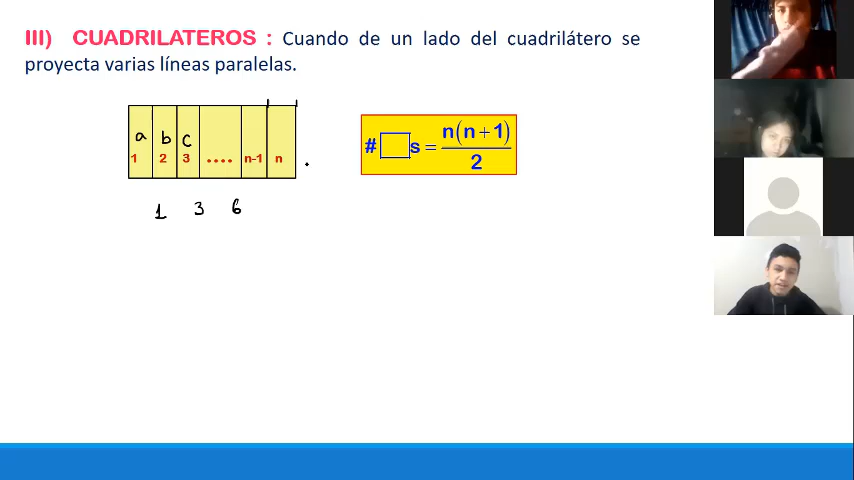 III) CUADRILATEROS : Cuando de un lado del cuadrilátero se
proyecta varias líneas paralelas.
a b c
1 2 3 .... n-1 n
# s = n(n+1)
2
1 3 6